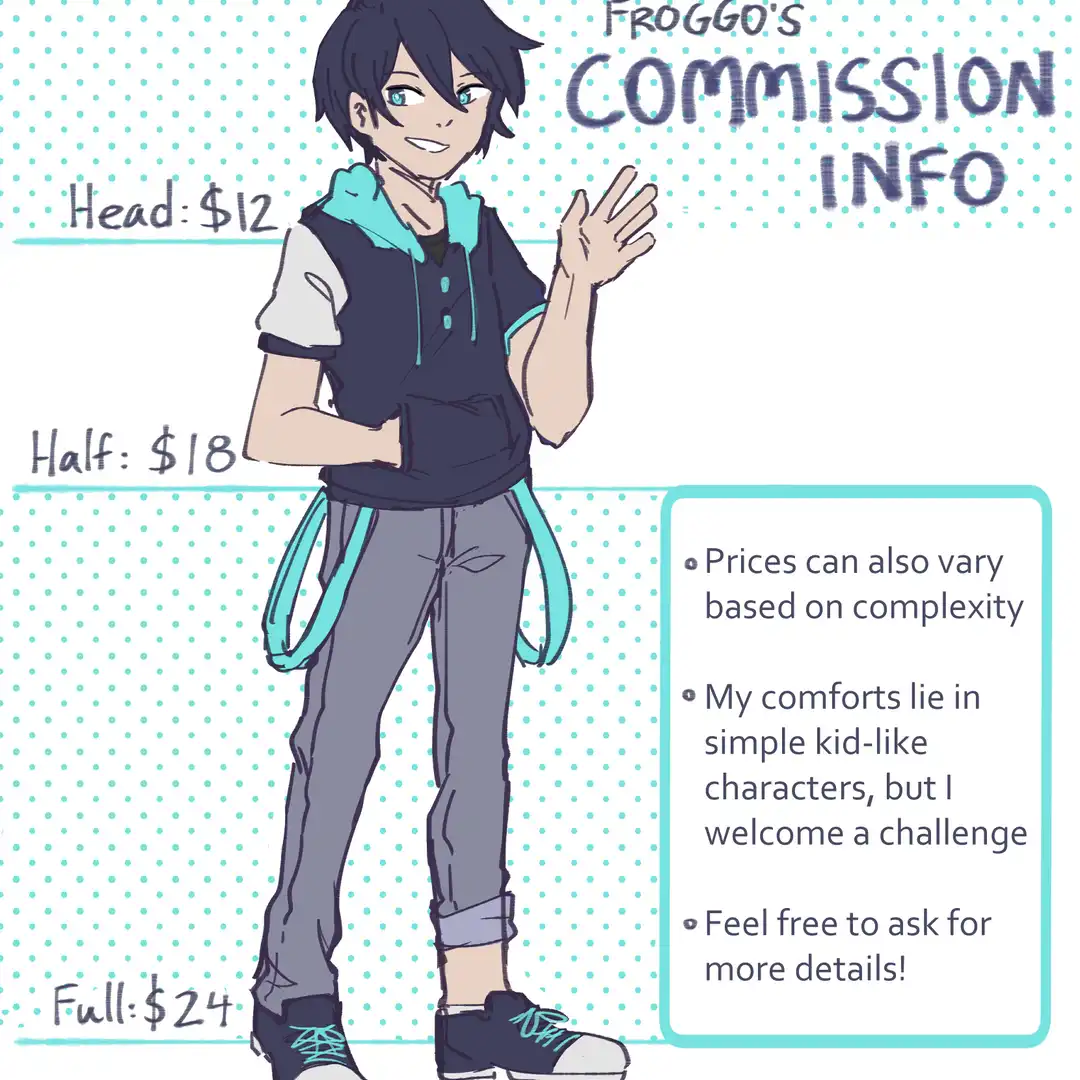 FROGGO'S
COMMISSION
INFO
Head: $12
Half: $18
• Prices can also vary
based on complexity
• My comforts lie in
simple kid-like
characters, but I
welcome a challenge
• Feel free to ask for
more details!
Full: $24